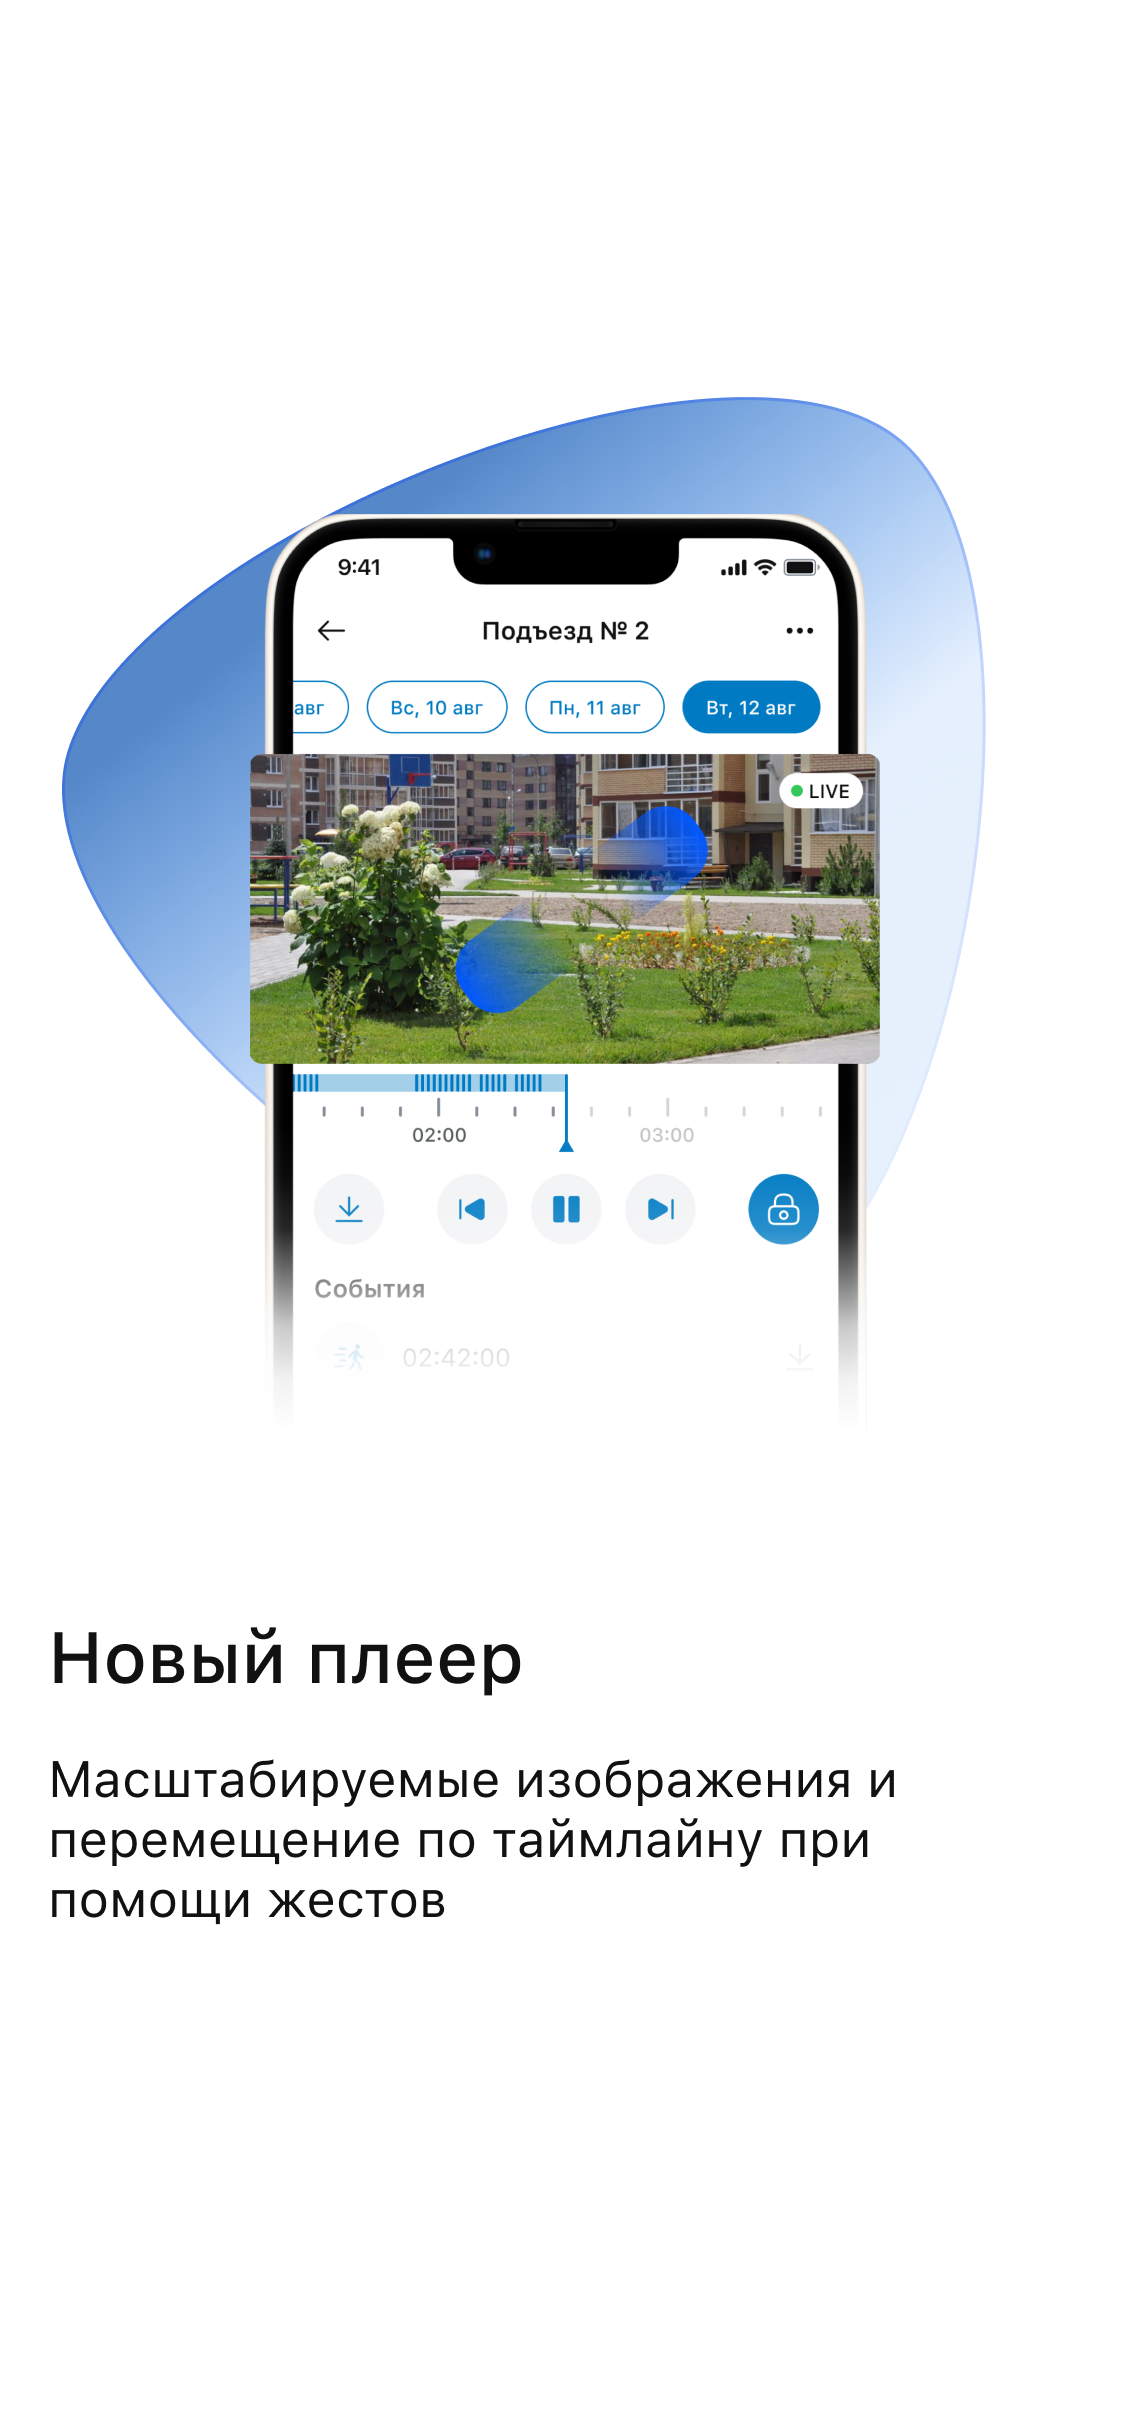 9:41
Подъезд № 2
авг
Вс, 10 авг
Пн, 11 авг
Вт, 12 авг
LIVE
02:00
03:00
События
02:42:00
Новый плеер
Масштабируемые изображения и
перемещение по таймлайну при
помощи жестов